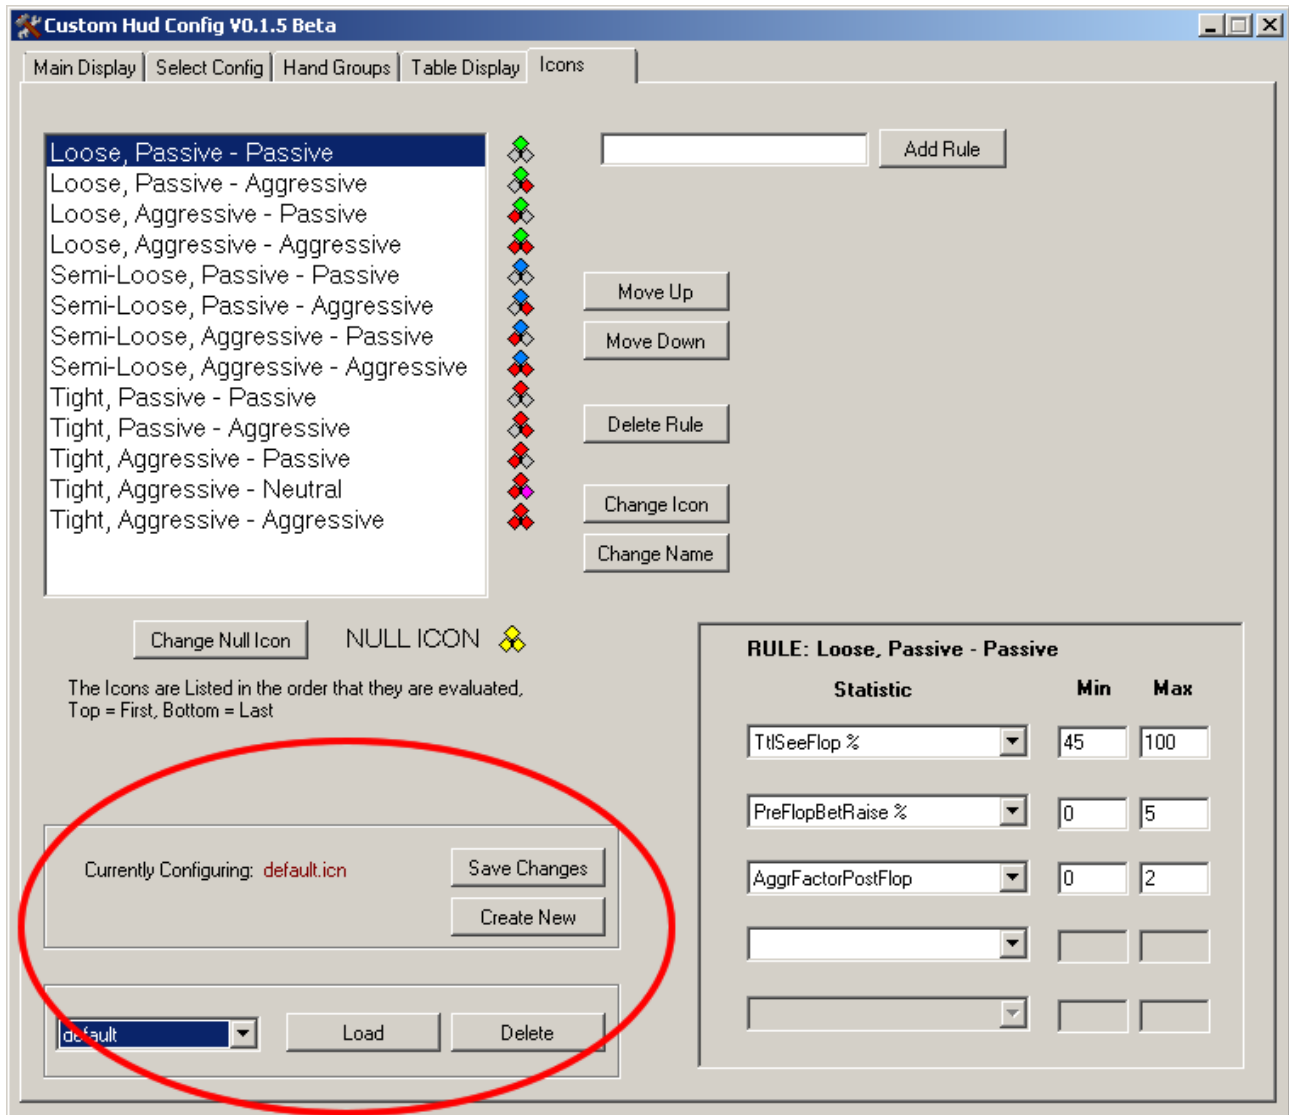 Custom Hud Config V0.1.5 Beta
Main Display
Select Config
Hand Groups
Table Display
Icons
Loose, Passive - Passive
Loose, Passive - Aggressive
Loose, Aggressive - Passive
Loose, Aggressive - Aggressive
Semi-Loose, Passive - Passive
Semi-Loose, Passive - Aggressive
Semi-Loose, Aggressive - Passive
Semi-Loose, Aggressive - Aggressive
Tight, Passive - Passive
Tight, Passive - Aggressive
Tight, Aggressive - Passive
Tight, Aggressive - Neutral
Tight, Aggressive - Aggressive
Add Rule
Move Up
Move Down
Delete Rule
Change Icon
Change Name
Change Null Icon
NULL ICON
The Icons are Listed in the order that they are evaluated,
Top = First, Bottom = Last
Currently Configuring: default.icn
Save Changes
Create New
default
Load
Delete
RULE: Loose, Passive - Passive
Statistic Min Max
TtlSeeFlop % 45 100
PreFlopBetRaise % 0 5
AggrFactorPostFlop 0 2